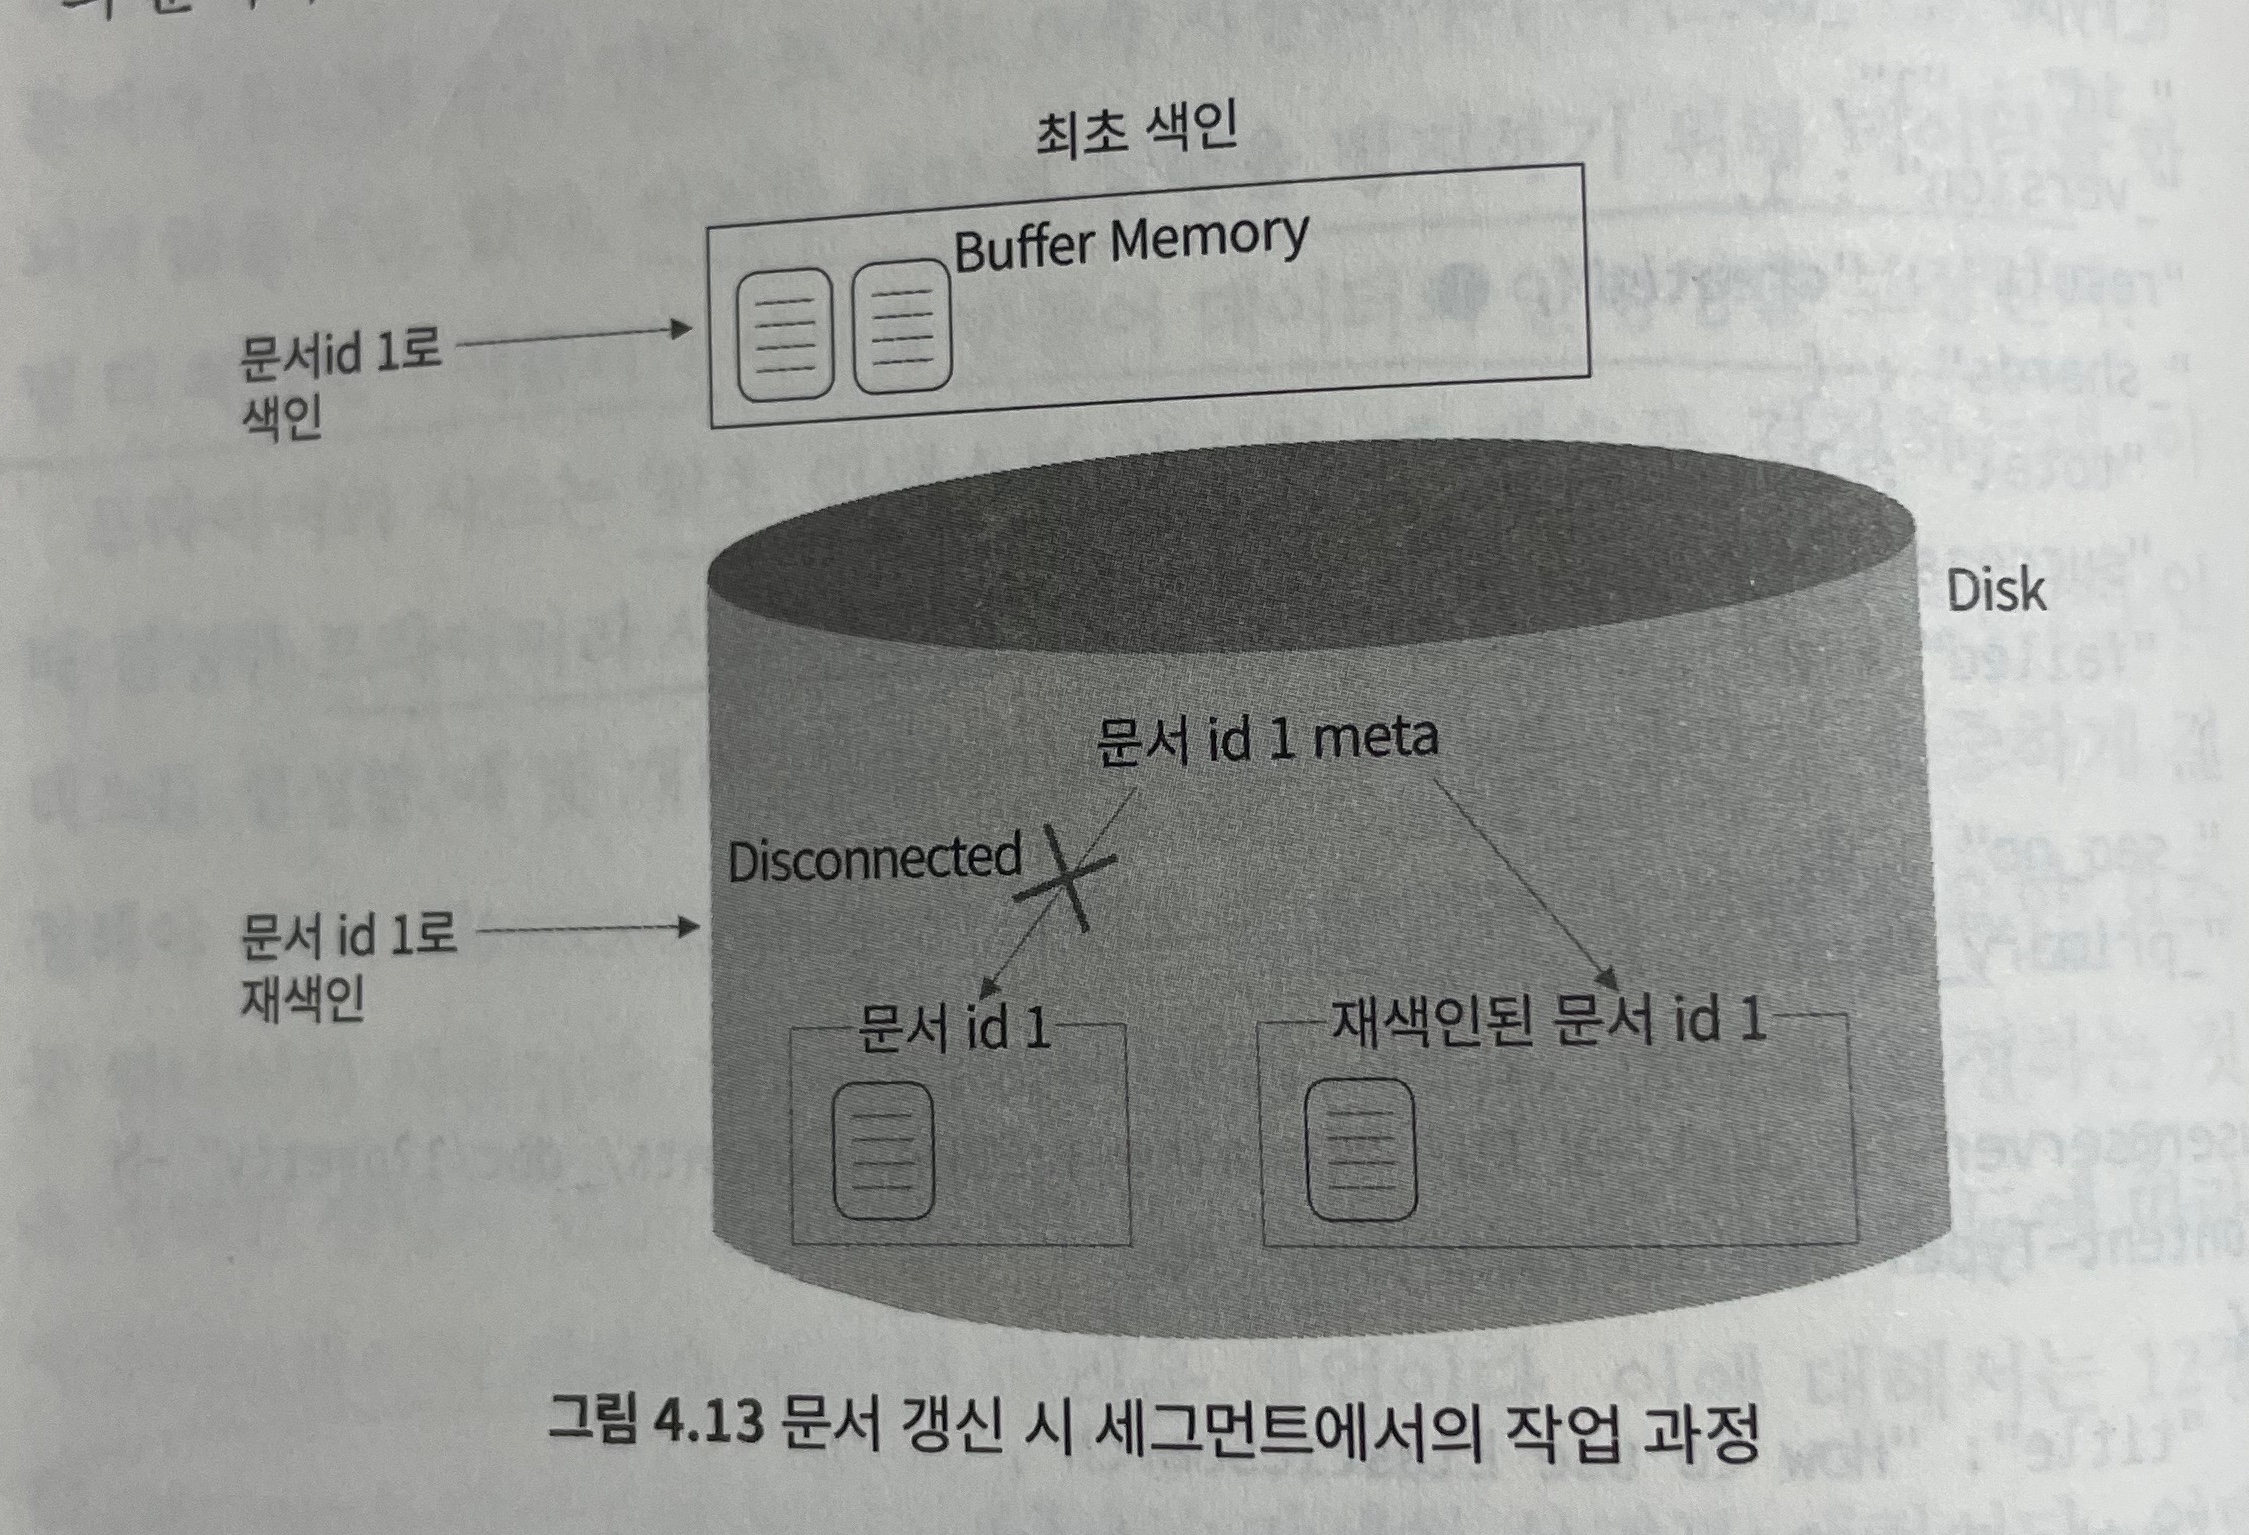 최초 색인
Buffer Memory
문서id 1로
색인
Disk
문서 id 1 meta
Disconnected
문서 id 1로
재색인
문서 id 1
재색인된 문서 id 1
그림 4.13 문서 갱신 시 세그먼트에서의 작업 과정